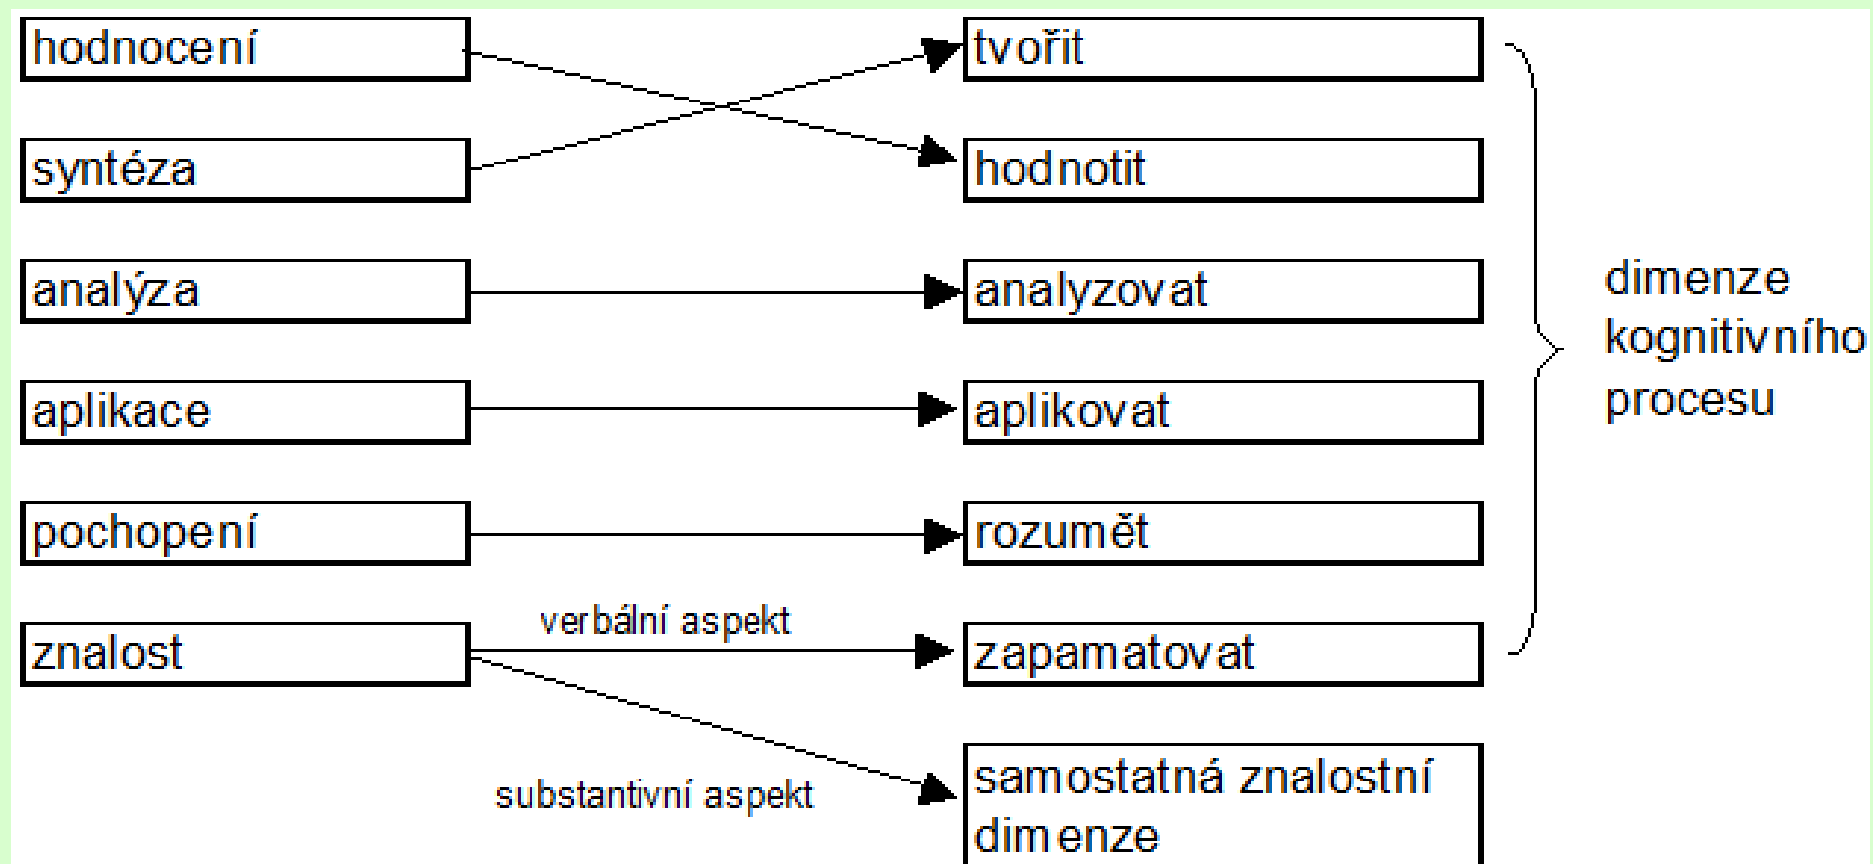 hodnocení
tvořit
syntéza
hodnotit
analýza
analyzovat
dimenze
kognitivního
procesu
aplikace
aplikovat
pochopení
rozumět
verbální aspekt
znalost
zapamatovat
substantivní aspekt
samostatná znalostní
dimenze